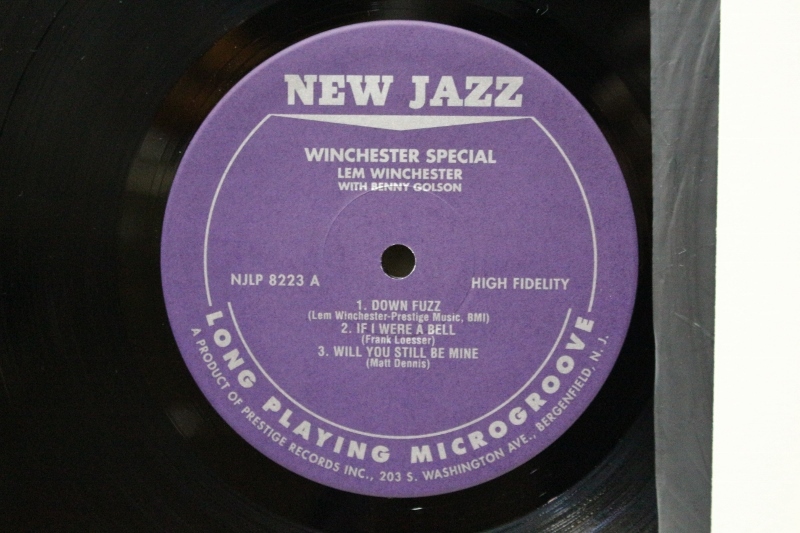 NEW JAZZ
WINCHESTER SPECIAL
LEM WINCHESTER
WITH BENNY GOLSON
NJLP 8223 A
HIGH FIDELITY
1. DOWN FUZZ
(Lem Winchester-Prestige Music, BMI)
2. IF I WERE A BELL
(Frank Loesser)
3. WILL YOU STILL BE MINE
(Matt Dennis)
LONG PLAYING MICROGROOVE
A PRODUCT OF PRESTIGE RECORDS INC., 203 S. WASHINGTON AVE., BERGENFIELD, N. J.